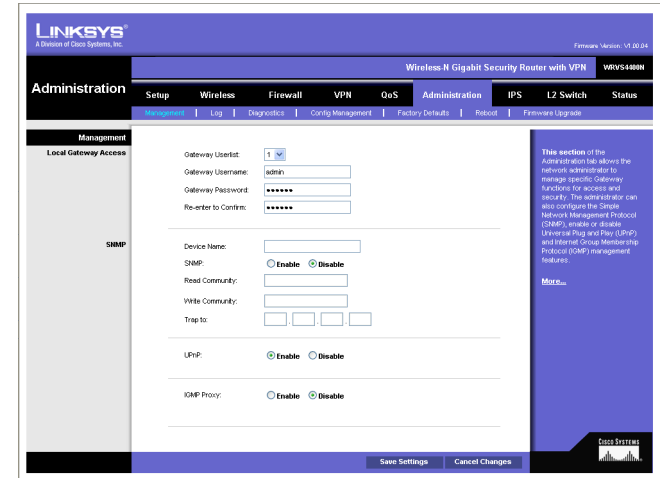 LINKSYS®
A Division of Cisco Systems, Inc.
Firmware Version: V1.00.04
Wireless-N Gigabit Security Router with VPN WRVS4400N
Administration
Setup Wireless Firewall VPN QoS Administration IPS L2 Switch Status
Management | Log | Diagnostics | Config Management | Factory Defaults | Reboot | Firmware Upgrade
Management
Local Gateway Access
Gateway Userlist: 1
Gateway Username: admin
Gateway Password: ••••••
Re-enter to Confirm: ••••••
SNMP
Device Name:
SNMP: Enable Disable
Read Community:
Write Community:
Trap to: . . .
UPnP: Enable Disable
IGMP Proxy: Enable Disable
This section of the
Administration tab allows the
network administrator to
manage specific Gateway
functions for access and
security. The administrator can
also configure the Simple
Network Management Protocol
(SNMP), enable or disable
Universal Plug and Play (UPnP)
and Internet Group Membership
Protocol (IGMP) management
features.
More...
Save Settings Cancel Changes
CISCO SYSTEMS